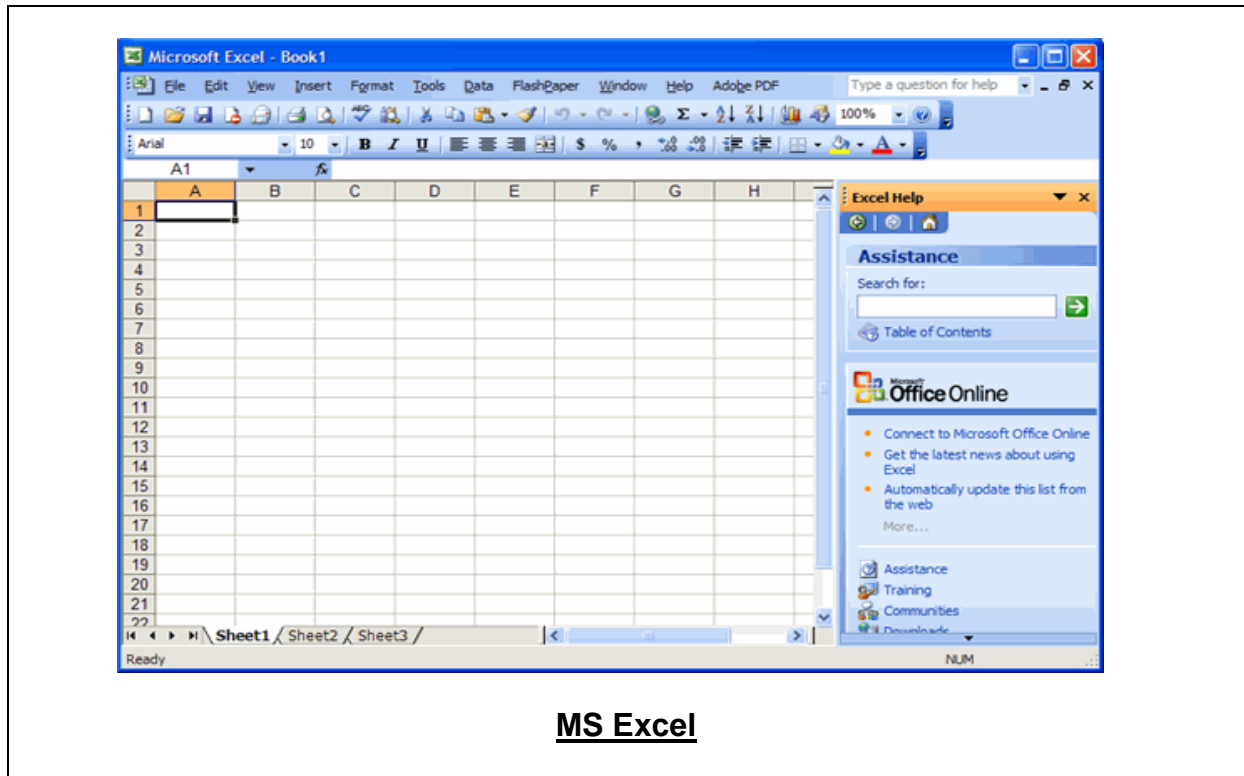 Microsoft Excel - Book1
File Edit View Insert Format Tools Data FlashPaper Window Help Adobe PDF Type a question for help
100%
Arial 10 B I U $ % ,
A1 fx
A B C D E F G H
1
2
3
4
5
6
7
8
9
10
11
12
13
14
15
16
17
18
19
20
21
22
Excel Help
Assistance
Search for:
Table of Contents
Microsoft
Office Online
Connect to Microsoft Office Online
Get the latest news about using
Excel
Automatically update this list from
the web
More...
Assistance
Training
Communities
Downloads
Sheet1 Sheet2 Sheet3
Ready NUM
MS Excel